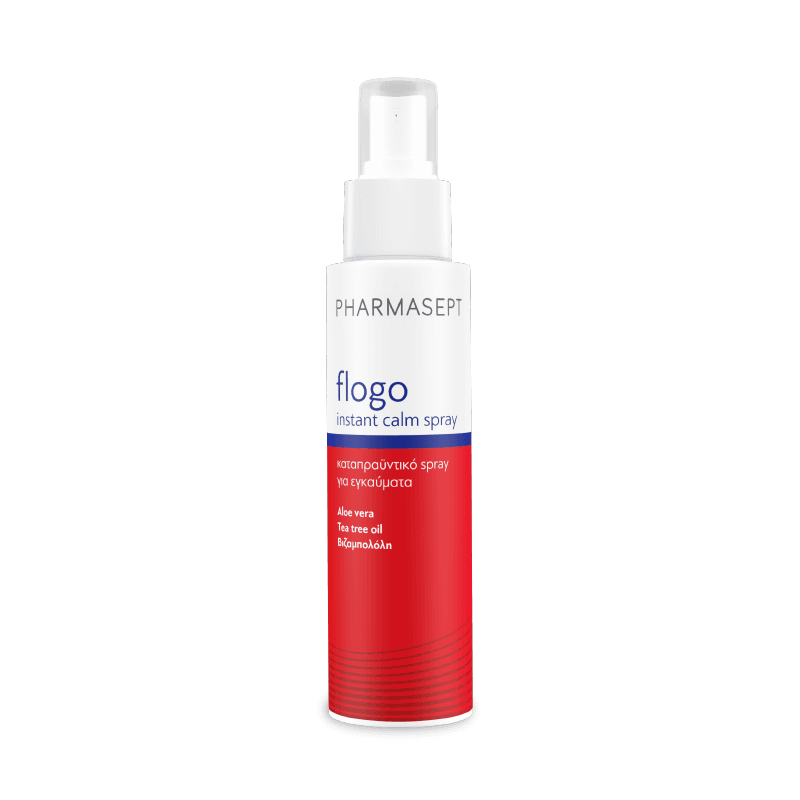 PHARMASEPT
flogo
instant calm spray
καταπραϋντικό spray
για εγκαύματα
Aloe vera
Tea tree oil
Βιζαμπολόλη